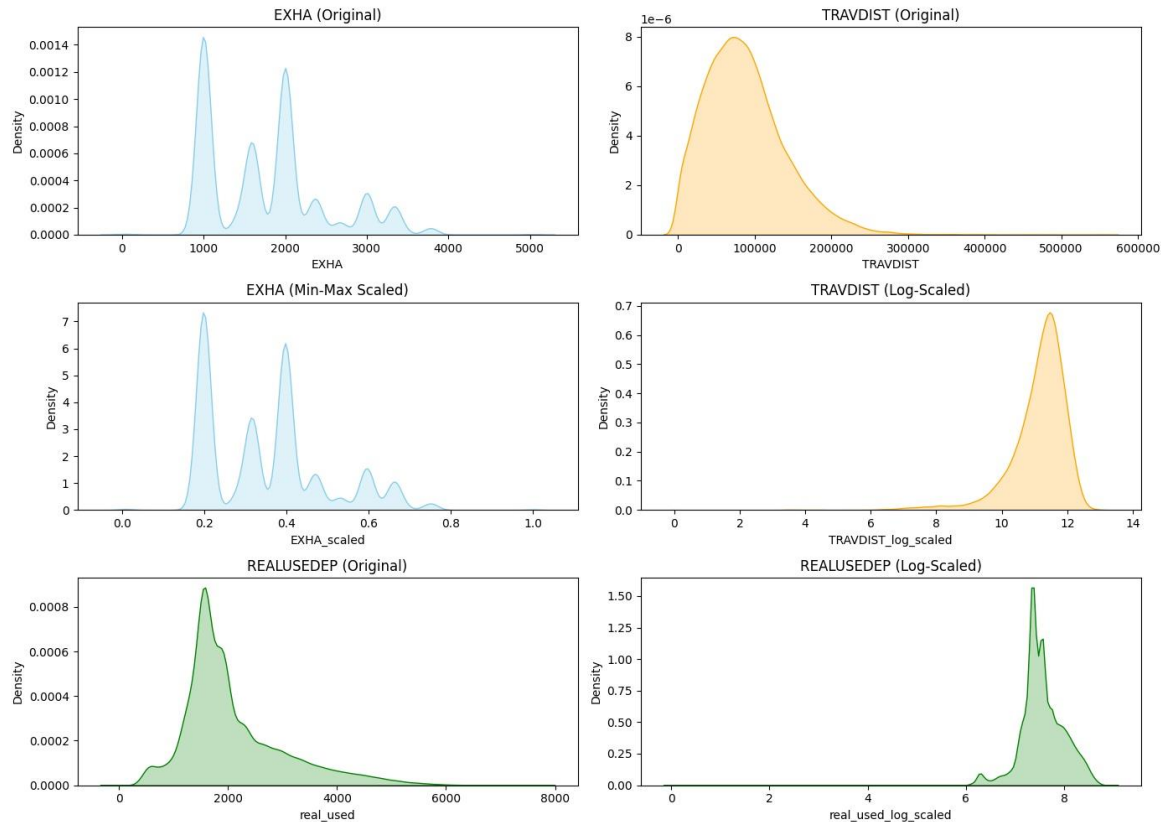 EXHA (Original)
Density
0.0014
0.0012
0.0010
0.0008
0.0006
0.0004
0.0002
0.0000
0 1000 2000 3000 4000 5000
EXHA
TRAVDIST (Original)
1e−6
Density
8
6
4
2
0
0 100000 200000 300000 400000 500000 600000
TRAVDIST
EXHA (Min-Max Scaled)
Density
7
6
5
4
3
2
1
0
0.0 0.2 0.4 0.6 0.8 1.0
EXHA_scaled
TRAVDIST (Log-Scaled)
Density
0.7
0.6
0.5
0.4
0.3
0.2
0.1
0.0
0 2 4 6 8 10 12 14
TRAVDIST_log_scaled
REALUSEDEP (Original)
Density
0.0008
0.0006
0.0004
0.0002
0.0000
0 2000 4000 6000 8000
real_used
REALUSEDEP (Log-Scaled)
Density
1.50
1.25
1.00
0.75
0.50
0.25
0.00
0 2 4 6 8
real_used_log_scaled